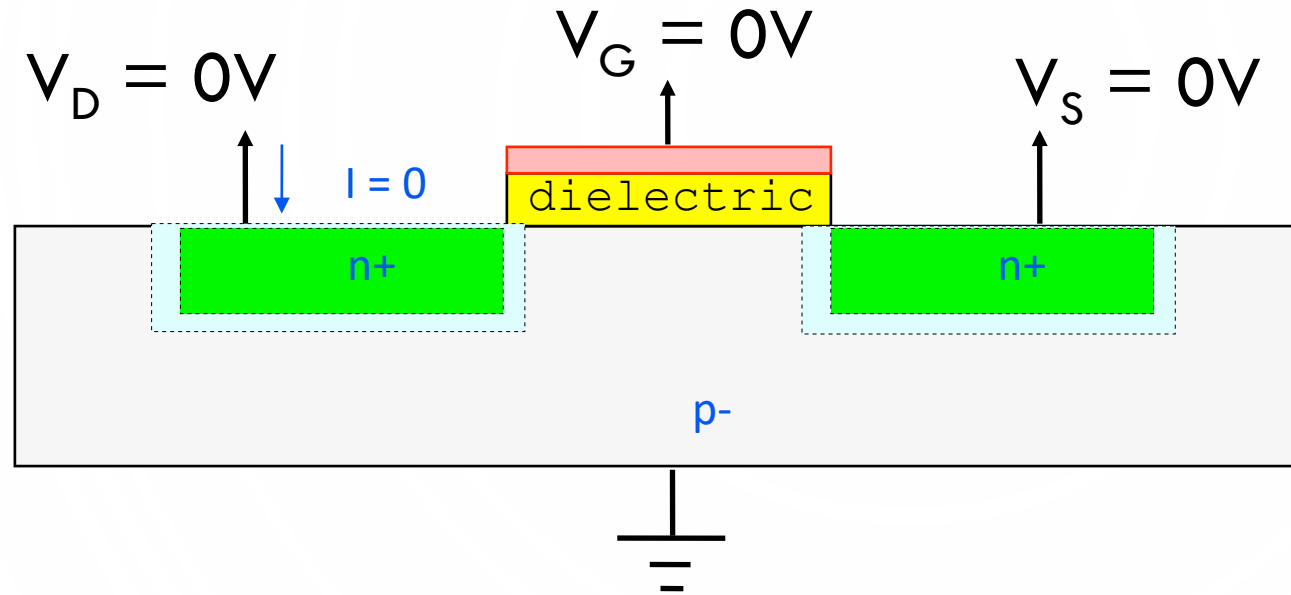 V_D = 0V
V_G = 0V
V_S = 0V
I = 0
dielectric
n+
n+
p-